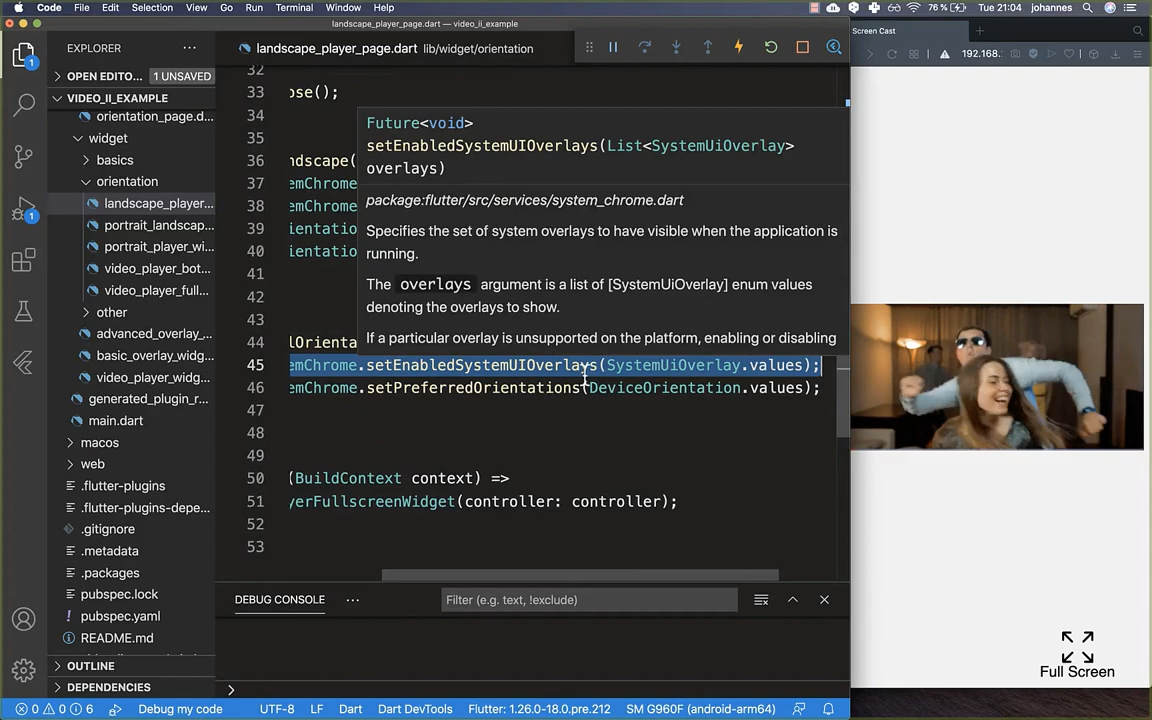 Code File Edit Selection View Go Run Terminal Window Help
76% Tue 21:04 johannes
landscape_player_page.dart — video_ii_example
EXPLORER
OPEN EDITO... 1 UNSAVED
VIDEO_II_EXAMPLE
orientation_page.d...
widget
basics
orientation
landscape_player...
portrait_landscap...
portrait_player_wi...
video_player_bot...
video_player_full...
other
advanced_overlay_...
basic_overlay_widg...
video_player_widg...
generated_plugin_r...
main.dart
macos
web
.flutter-plugins
.flutter-plugins-depe...
.gitignore
.metadata
.packages
pubspec.lock
pubspec.yaml
README.md
OUTLINE
DEPENDENCIES
1
1
landscape_player_page.dart lib/widget/orientation
32
33 ose();
34
35
36 ndscape(
37 emChrome
38 emChrome
39 ientatio
40 ientatio
41
42
43
44 lOrienta
45 emChrome.setEnabledSystemUIOverlays(SystemUiOverlay.values);
46 emChrome.setPreferredOrientations(DeviceOrientation.values);
47
48
49
50 (BuildContext context) =>
51 yerFullscreenWidget(controller: controller);
52
53
Future<void>
setEnabledSystemUIOverlays(List<SystemUiOverlay>
overlays)
package:flutter/src/services/system_chrome.dart
Specifies the set of system overlays to have visible when the application is
running.
The overlays argument is a list of [SystemUiOverlay] enum values
denoting the overlays to show.
If a particular overlay is unsupported on the platform, enabling or disabling
DEBUG CONSOLE ... Filter (e.g. text, !exclude)
Screen Cast
192.168.
Full Screen
0 0 6 Debug my code UTF-8 LF Dart Dart DevTools Flutter: 1.26.0-18.0.pre.212 SM G960F (android-arm64)